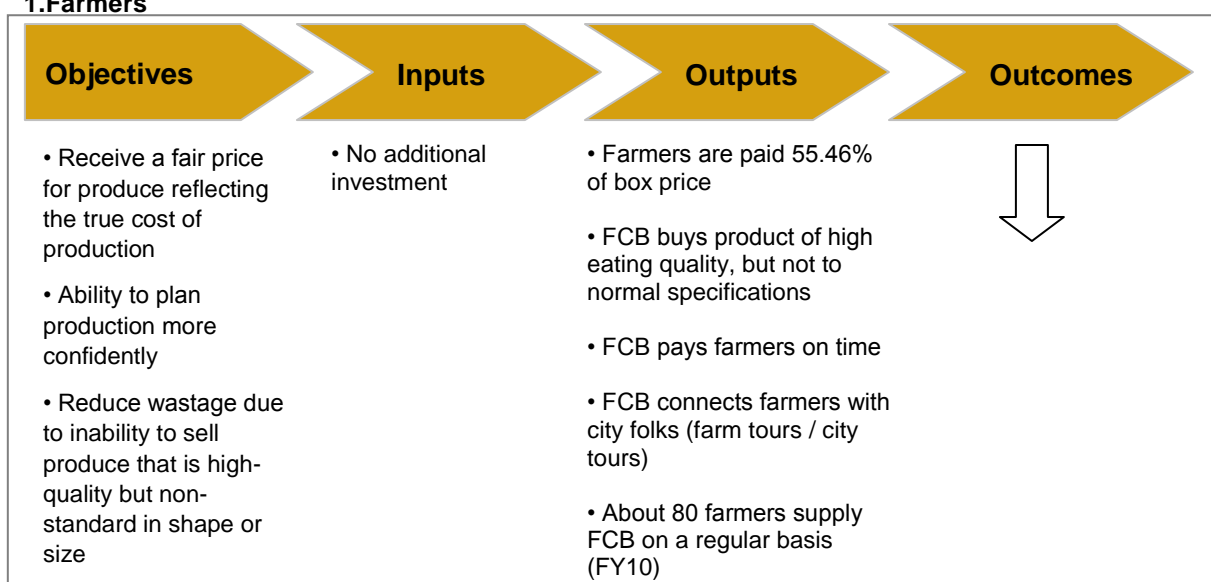 1.Farmers
Objectives
Inputs
Outputs
Outcomes
• Receive a fair price
for produce reflecting
the true cost of
production
• Ability to plan
production more
confidently
• Reduce wastage due
to inability to sell
produce that is high-
quality but non-
standard in shape or
size
• No additional
investment
• Farmers are paid 55.46%
of box price
• FCB buys product of high
eating quality, but not to
normal specifications
• FCB pays farmers on time
• FCB connects farmers with
city folks (farm tours / city
tours)
• About 80 farmers supply
FCB on a regular basis
(FY10)